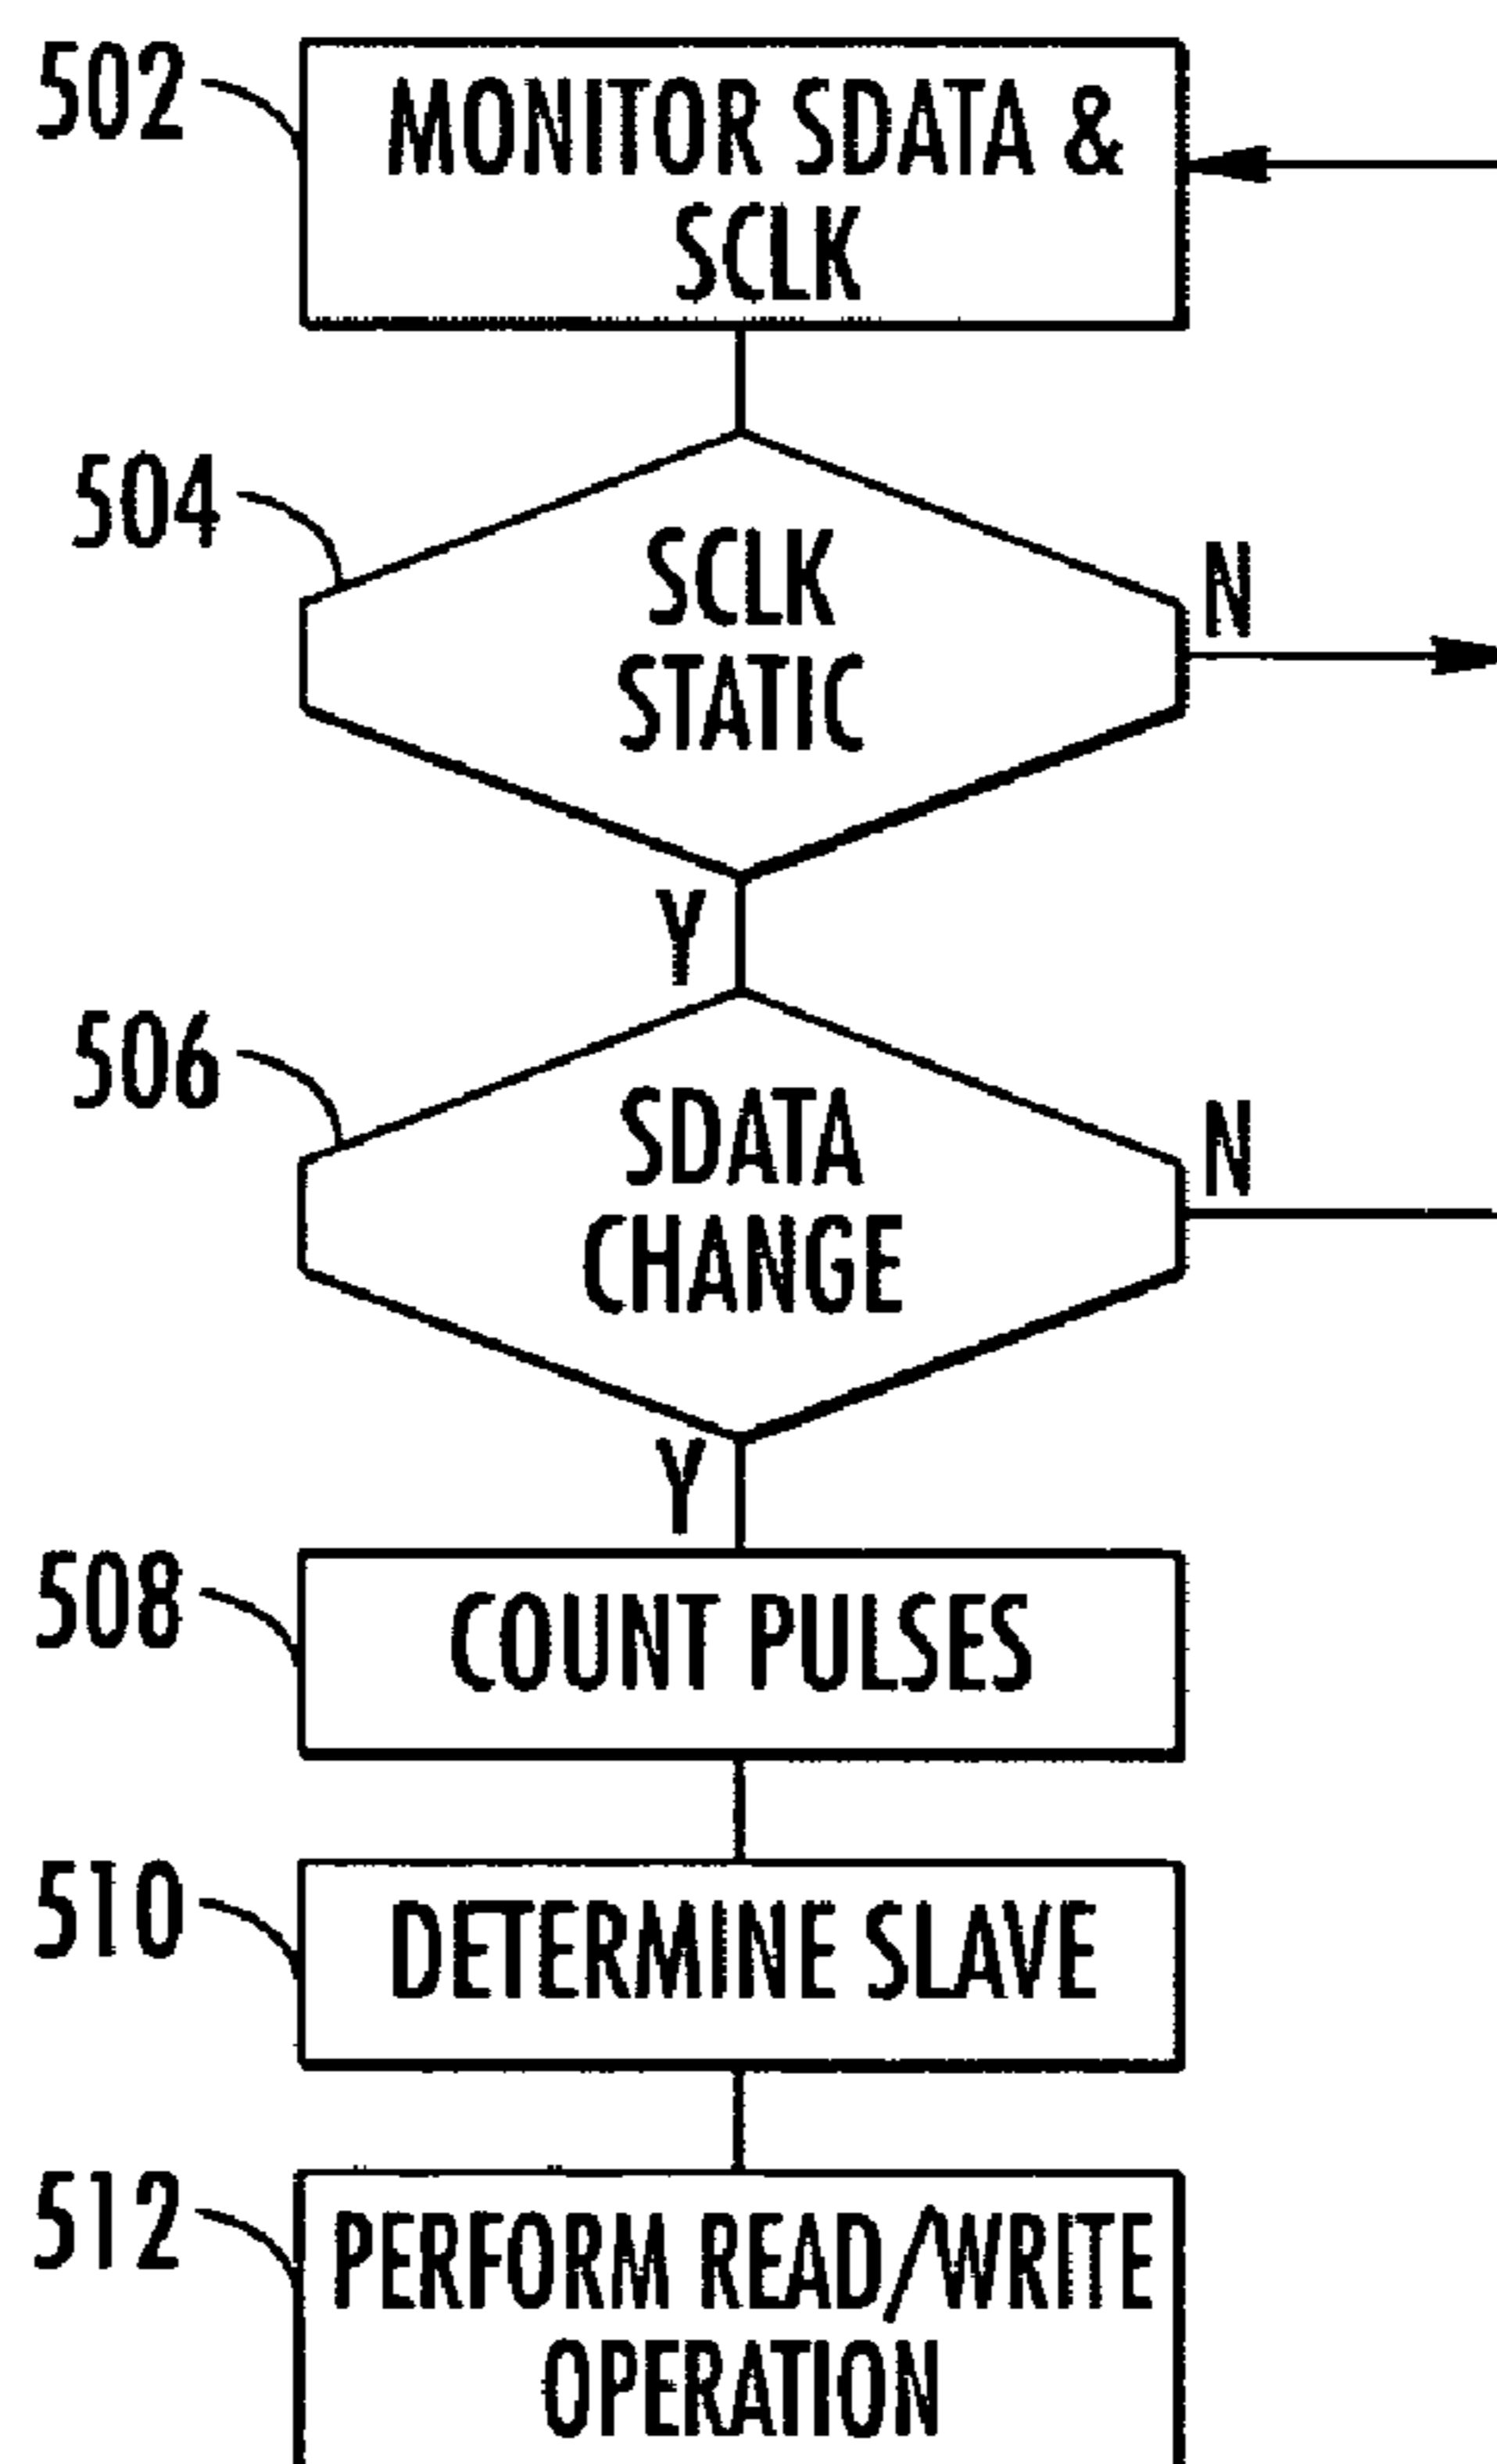 502
MONITOR SDATA &
SCLK
504
SCLK
STATIC
N
Y
506
SDATA
CHANGE
N
Y
508
COUNT PULSES
510
DETERMINE SLAVE
512
PERFORM READ/WRITE
OPERATION